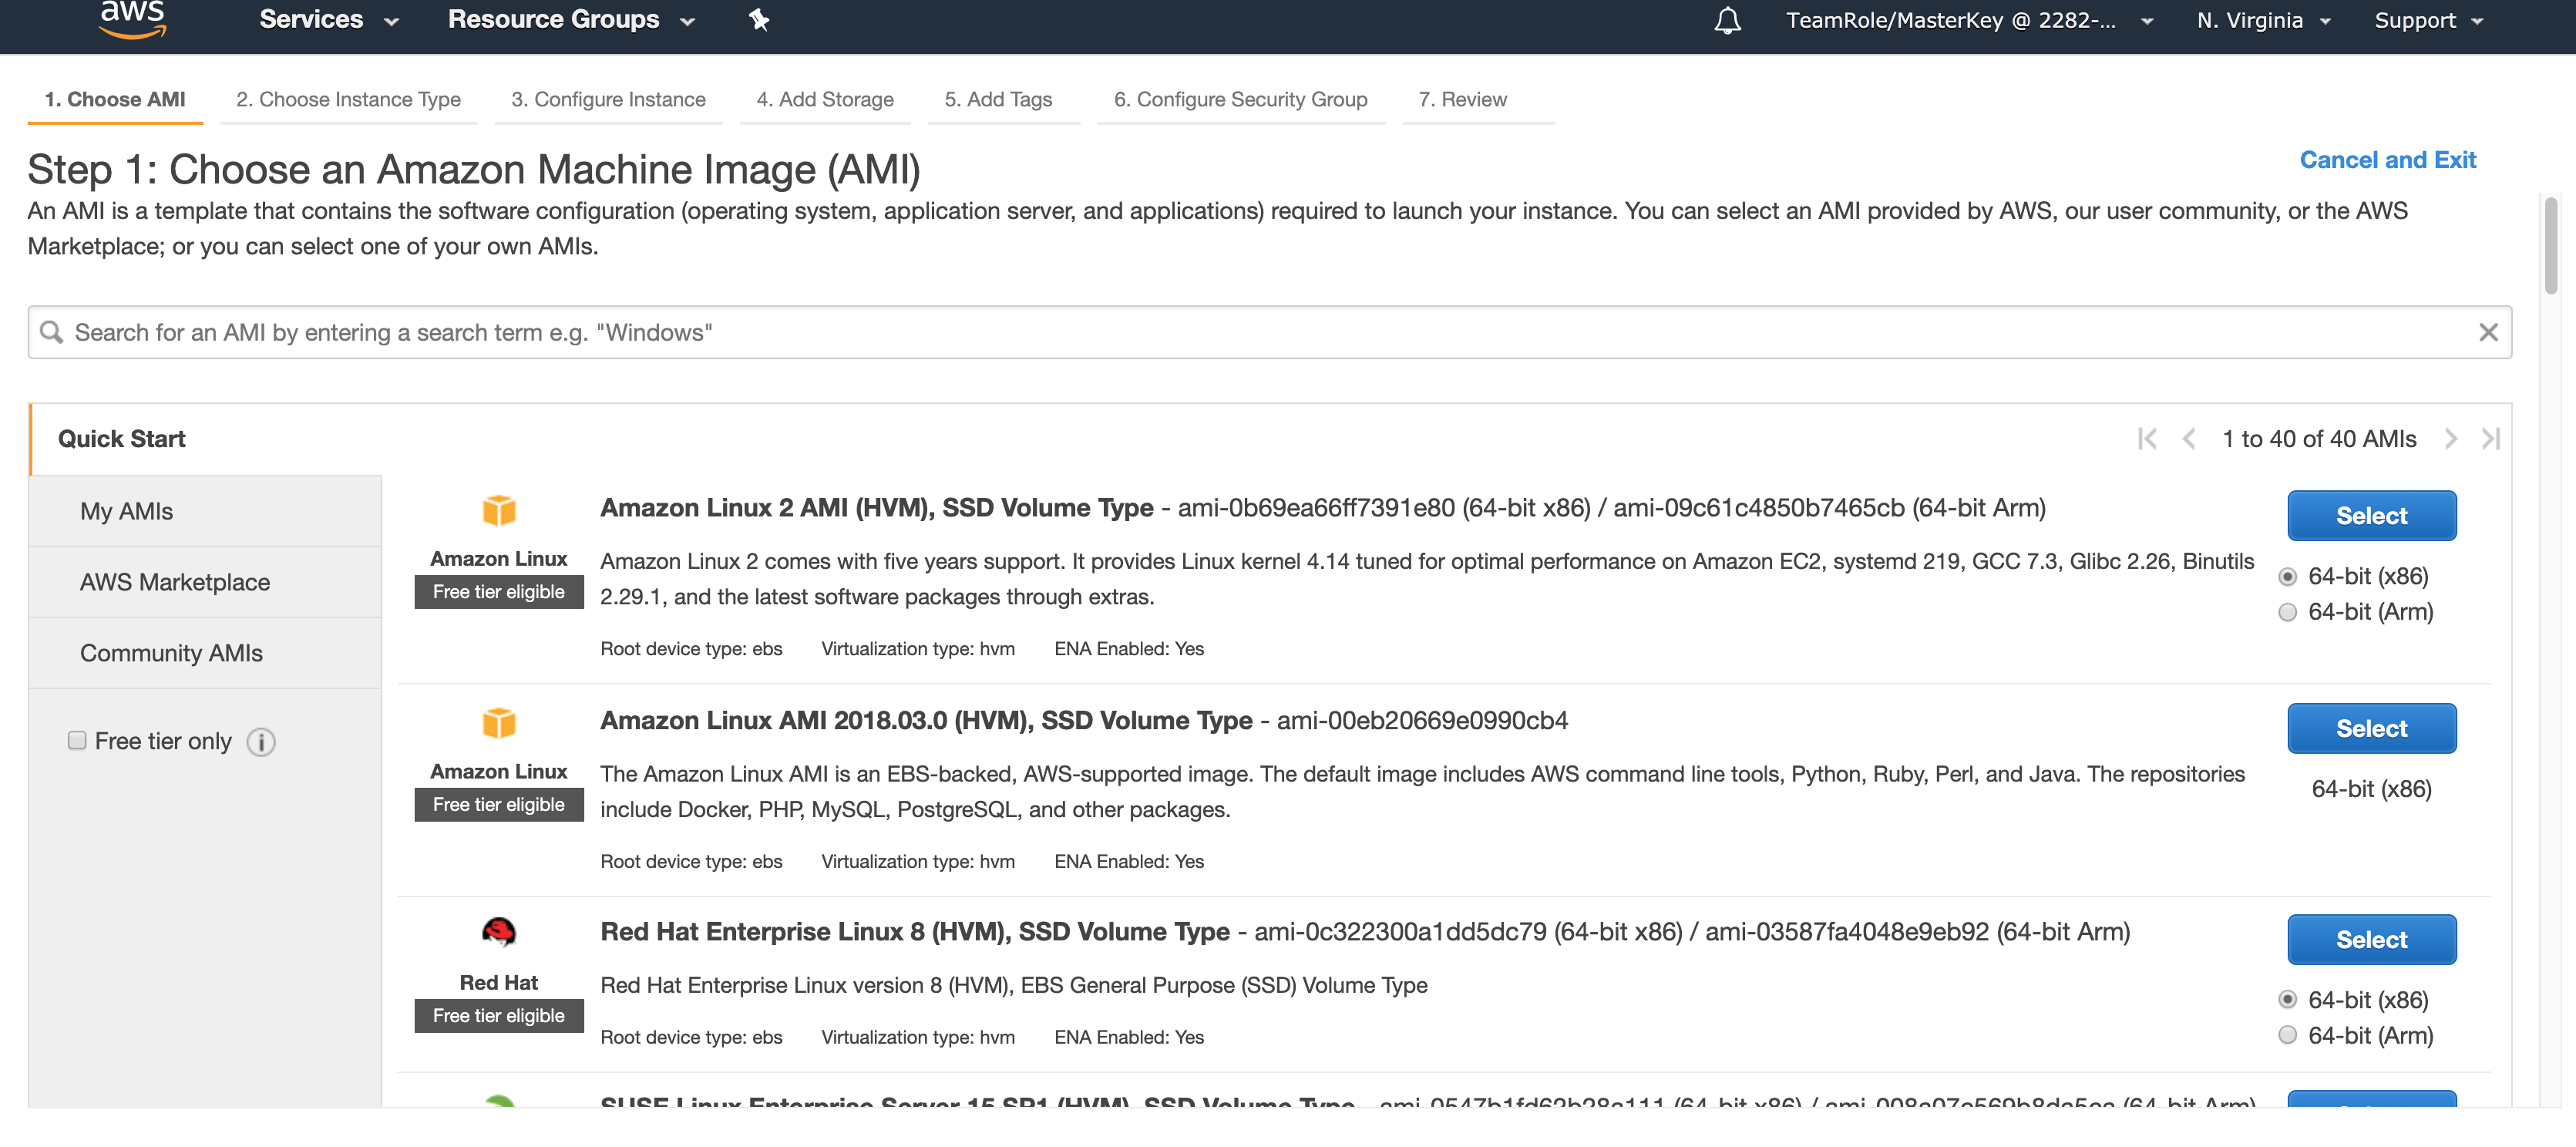 aws Services Resource Groups TeamRole/MasterKey @ 2282-... N. Virginia Support
1. Choose AMI 2. Choose Instance Type 3. Configure Instance 4. Add Storage 5. Add Tags 6. Configure Security Group 7. Review
Step 1: Choose an Amazon Machine Image (AMI)
Cancel and Exit
An AMI is a template that contains the software configuration (operating system, application server, and applications) required to launch your instance. You can select an AMI provided by AWS, our user community, or the AWS
Marketplace; or you can select one of your own AMIs.
Search for an AMI by entering a search term e.g. "Windows"
Quick Start
1 to 40 of 40 AMIs
My AMIs
AWS Marketplace
Community AMIs
Free tier only
Amazon Linux
Free tier eligible
Amazon Linux 2 AMI (HVM), SSD Volume Type - ami-0b69ea66ff7391e80 (64-bit x86) / ami-09c61c4850b7465cb (64-bit Arm)
Amazon Linux 2 comes with five years support. It provides Linux kernel 4.14 tuned for optimal performance on Amazon EC2, systemd 219, GCC 7.3, Glibc 2.26, Binutils
2.29.1, and the latest software packages through extras.
Root device type: ebs Virtualization type: hvm ENA Enabled: Yes
Select
64-bit (x86)
64-bit (Arm)
Amazon Linux
Free tier eligible
Amazon Linux AMI 2018.03.0 (HVM), SSD Volume Type - ami-00eb20669e0990cb4
The Amazon Linux AMI is an EBS-backed, AWS-supported image. The default image includes AWS command line tools, Python, Ruby, Perl, and Java. The repositories
include Docker, PHP, MySQL, PostgreSQL, and other packages.
Root device type: ebs Virtualization type: hvm ENA Enabled: Yes
Select
64-bit (x86)
Red Hat
Free tier eligible
Red Hat Enterprise Linux 8 (HVM), SSD Volume Type - ami-0c322300a1dd5dc79 (64-bit x86) / ami-03587fa4048e9eb92 (64-bit Arm)
Red Hat Enterprise Linux version 8 (HVM), EBS General Purpose (SSD) Volume Type
Root device type: ebs Virtualization type: hvm ENA Enabled: Yes
Select
64-bit (x86)
64-bit (Arm)
SUSE Linux Enterprise Server 15 SP1 (HVM), SSD Volume Type - (64-bit x86) / (64-bit Arm)